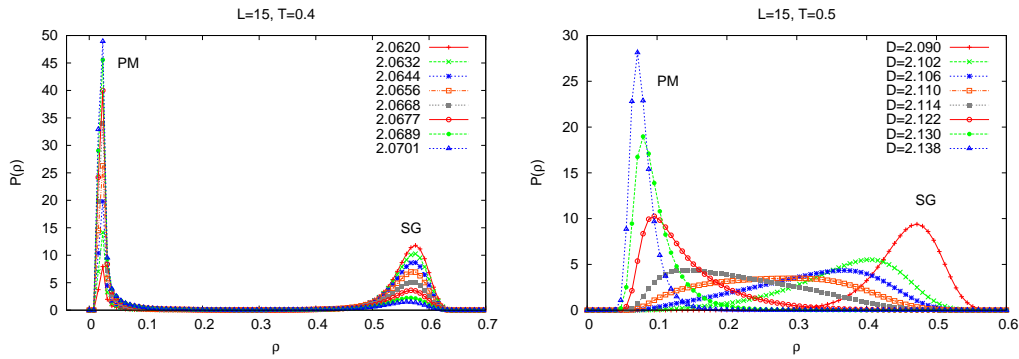 L=15, T=0.4
P(ρ)
50
45
40
35
30
25
20
15
10
5
0
PM
SG
2.0620
2.0632
2.0644
2.0656
2.0668
2.0677
2.0689
2.0701
0 0.1 0.2 0.3 0.4 0.5 0.6 0.7
ρ
L=15, T=0.5
P(ρ)
30
25
20
15
10
5
0
PM
SG
D=2.090
D=2.102
D=2.106
D=2.110
D=2.114
D=2.122
D=2.130
D=2.138
0 0.1 0.2 0.3 0.4 0.5 0.6
ρ